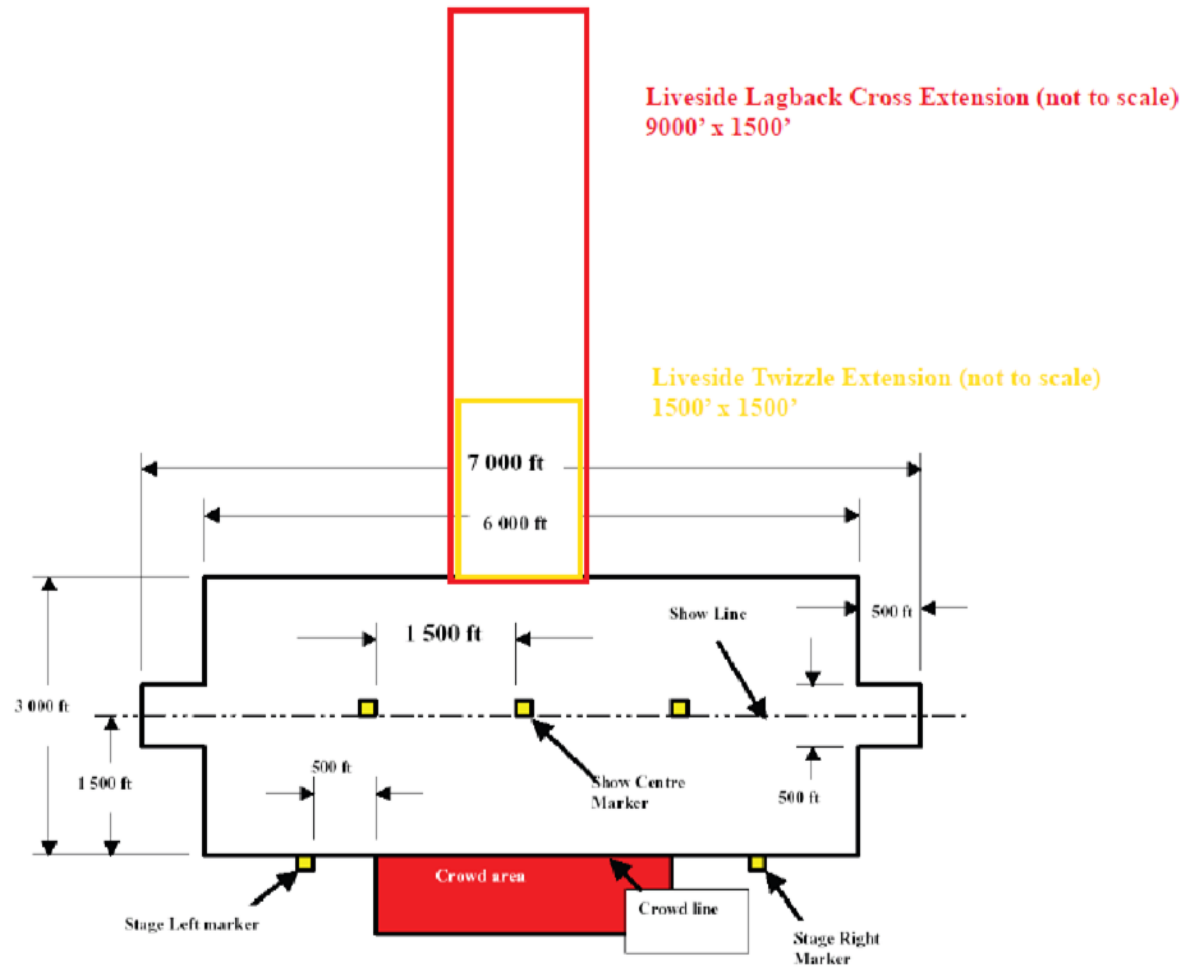 Liveside Lagback Cross Extension (not to scale)
9000’ x 1500’
Liveside Twizzle Extension (not to scale)
1500’ x 1500’
7 000 ft
6 000 ft
500 ft
Show Line
1 500 ft
3 000 ft
500 ft
1 500 ft
Show Centre
Marker
500 ft
Crowd area
Crowd line
Stage Left marker
Stage Right
Marker